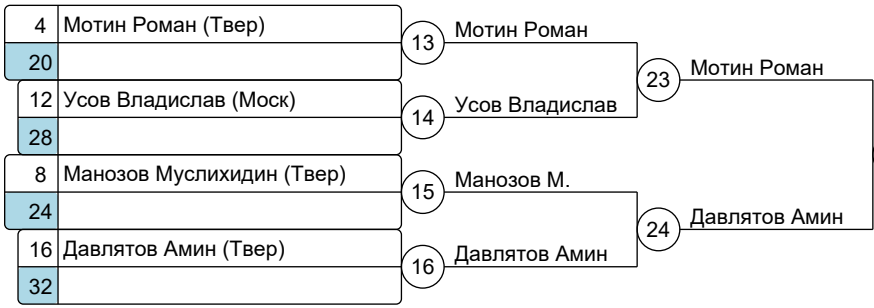 4 Мотин Роман (Твер)
20
12 Усов Владислав (Моск)
28
8 Манозов Муслихидин (Твер)
24
16 Давлятов Амин (Твер)
32
13 Мотин Роман
14 Усов Владислав
15 Манозов М.
16 Давлятов Амин
23 Мотин Роман
24 Давлятов Амин